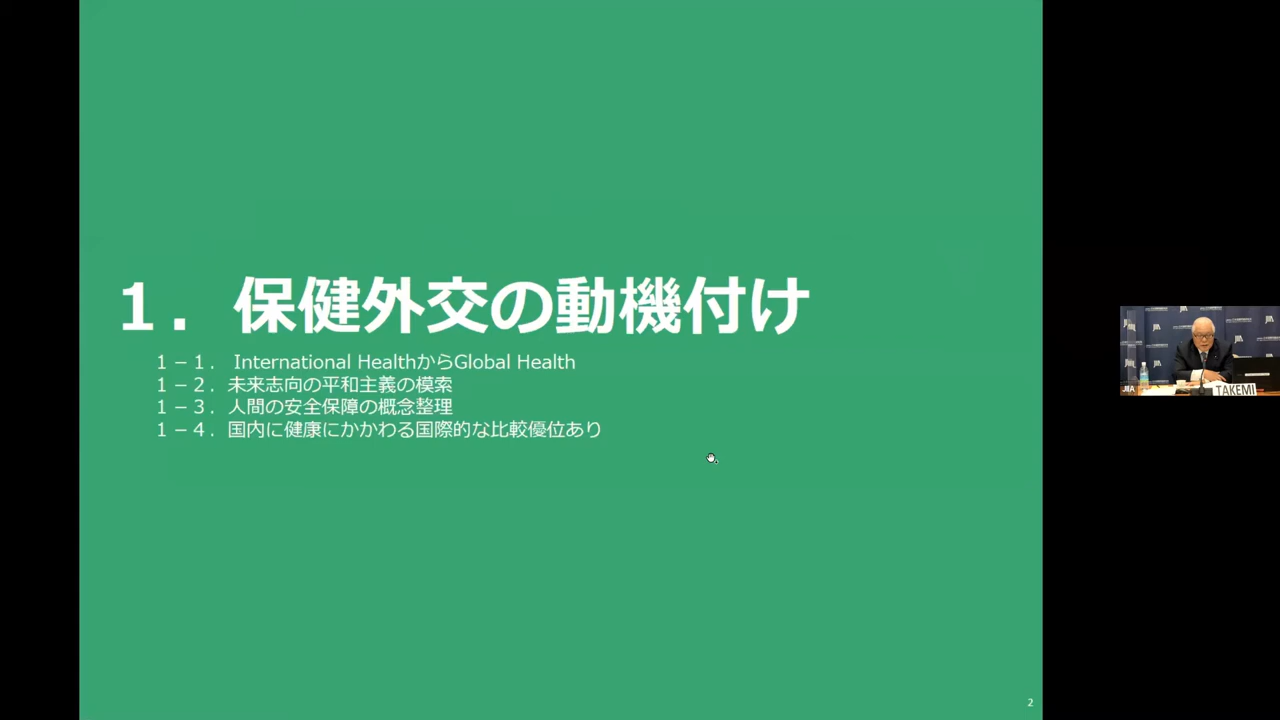 １．保健外交の動機付け
１－１． International HealthからGlobal Health
１－２．未来志向の平和主義の模索
１－３．人間の安全保障の概念整理
１－４．国内に健康にかかわる国際的な比較優位あり
2
JIIA
TAKEMI